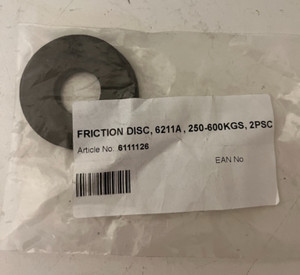 FRICTION DISC, 6211A, 250-600KGS, 2PSC
Article No: 6111126
EAN No